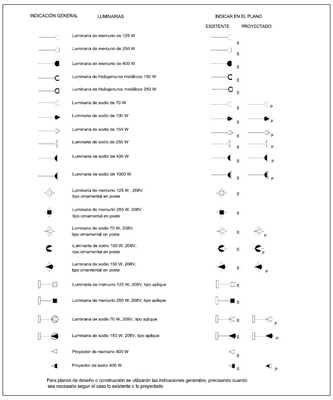 INDICACIÓN GENERAL LUMINARIAS INDICAR EN EL PLANO
EXISTENTE PROYECTADO
Luminaria de mercurio de 125 W E
Luminaria de mercurio de 250 W E
Luminaria de mercurio de 400 W E
Luminaria de Halogenuros metálicos 150 W E
Luminaria de Halogenuros metálicos 250 W E
Luminaria de sodio de 70 W E P
Luminaria de sodio de 100 W E P
Luminaria de sodio de 150 W E P
Luminaria de sodio de 250 W E P
Luminaria de sodio de 400 W E P
Luminaria de sodio de 1000 W E P
Luminaria de mercurio 125 W , 208V
tipo ornamental en poste E
Luminaria de mercurio 250 W, 208V
tipo ornamental en poste E
Luminaria de sodio 70 W, 208V,
tipo ornamental en poste E P
Luminaria de sodio 100 W, 208V,
tipo ornamental en poste E P
Luminaria de sodio 150 W, 208V,
tipo ornamental en poste E P
Luminaria de mercurio 125 W, 208V, tipo aplique E
Luminaria de mercurio 250 W, 208V, tipo aplique E
Luminaria de sodio 70 W, 208V, tipo aplique E P
Luminaria de sodio 150 W, 208V, tipo aplique E P
Proyector de mercurio 400 W E
Proyector de sodio 400 W E P
Para planos de diseño o construcción se utilizarán las indicaciones generales, precisando cuando
sea necesario según el caso lo existente o lo proyectado